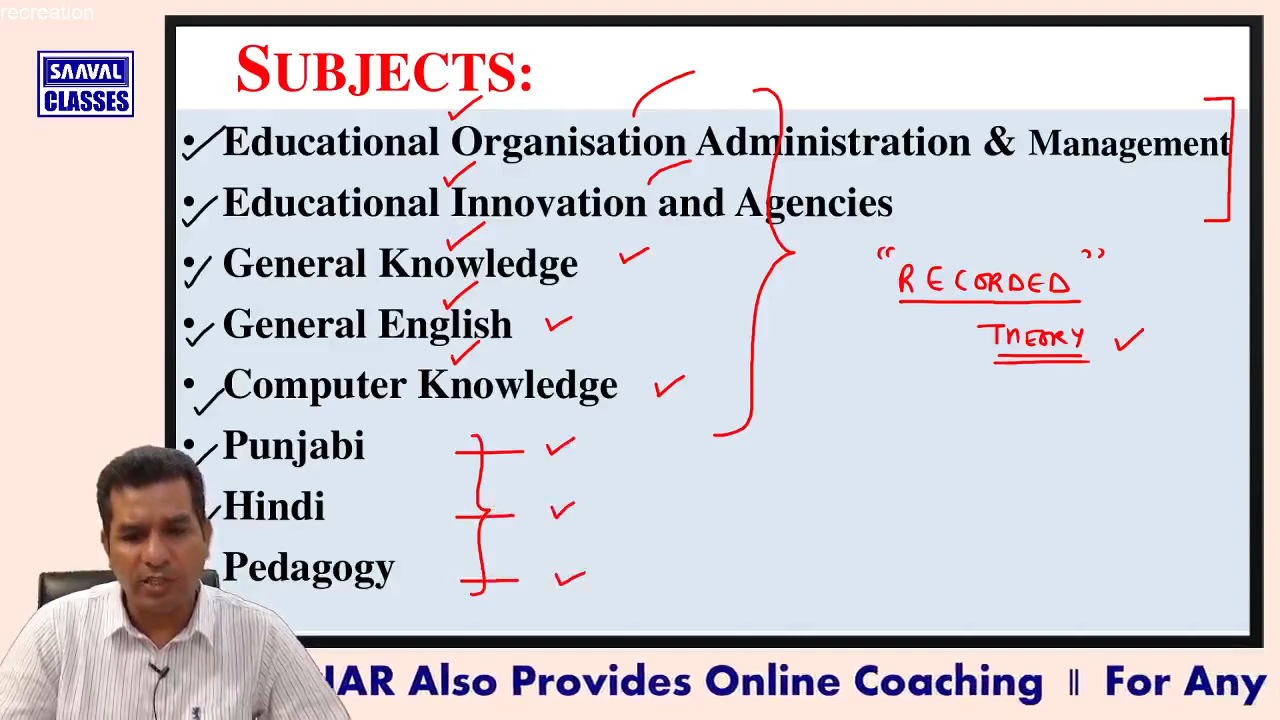 recreation
SAAVAL
CLASSES
SUBJECTS:
• Educational Organisation Administration & Management
• Educational Innovation and Agencies
• General Knowledge
• General English
• Computer Knowledge
• Punjabi
Hindi
Pedagogy
“RECORDED”
THEORY
HAR Also Provides Online Coaching || For Any